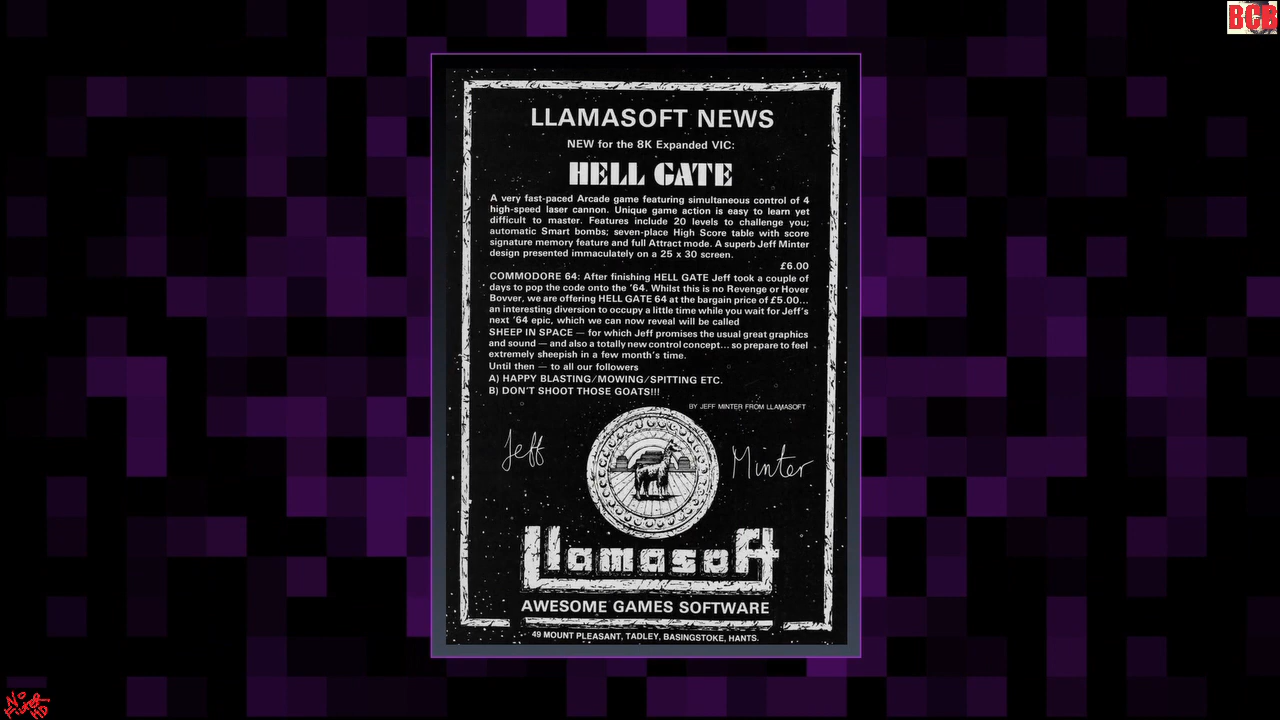 BCB
LLAMASOFT NEWS
NEW for the 8K Expanded VIC:
HELL GATE
A very fast-paced Arcade game featuring simultaneous control of 4
high-speed laser cannon. Unique game action is easy to learn yet
difficult to master. Features include 20 levels to challenge you;
automatic Smart bombs; seven-place High Score table with score
signature memory feature and full Attract mode. A superb Jeff Minter
design presented immaculately on a 25 x 30 screen.
£6.00
COMMODORE 64: After finishing HELL GATE Jeff took a couple of
days to pop the code onto the '64. Whilst this is no Revenge or Hover
Bovver, we are offering HELL GATE 64 at the bargain price of £5.00...
an interesting diversion to occupy a little time while you wait for Jeff's
next '64 epic, which we can now reveal will be called
SHEEP IN SPACE — for which Jeff promises the usual great graphics
and sound — and also a totally new control concept... so prepare to feel
extremely sheepish in a few month's time.
Until then — to all our followers
A) HAPPY BLASTING/MOWING/SPITTING ETC.
B) DON'T SHOOT THOSE GOATS!!!
BY JEFF MINTER FROM LLAMASOFT
Jeff Minter
Llamasoft
AWESOME GAMES SOFTWARE
49 MOUNT PLEASANT, TADLEY, BASINGSTOKE, HANTS.
NO
FILTER
HD